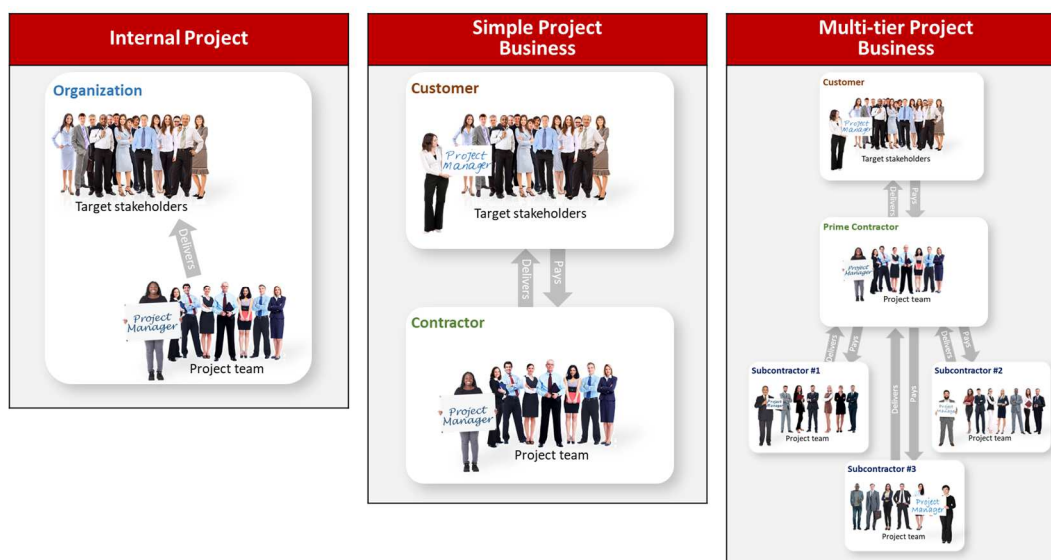 Internal Project
Organization
Target stakeholders
Delivers
Project
Manager
Project team
Simple Project
Business
Customer
Project
Manager
Target stakeholders
Delivers
Pays
Contractor
Project
Manager
Project team
Multi-tier Project
Business
Customer
Project
Manager
Target stakeholders
Delivers
Pays
Prime Contractor
Project
Manager
Project team
Delivers
Pays
Delivers
Pays
Delivers
Pays
Subcontractor #1
Project
Manager
Project team
Subcontractor #2
Project
Manager
Project team
Subcontractor #3
Project
Manager
Project team